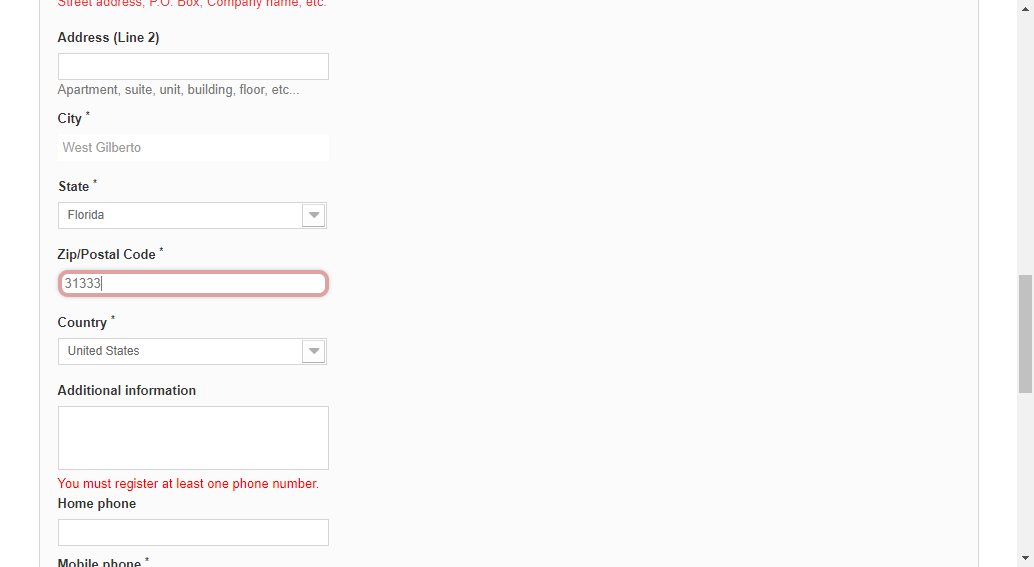 Street address, P.O. Box, Company name, etc.
Address (Line 2)
Apartment, suite, unit, building, floor, etc...
City *
West Gilberto
State *
Florida
Zip/Postal Code *
31333
Country *
United States
Additional information
You must register at least one phone number.
Home phone
Mobile phone *